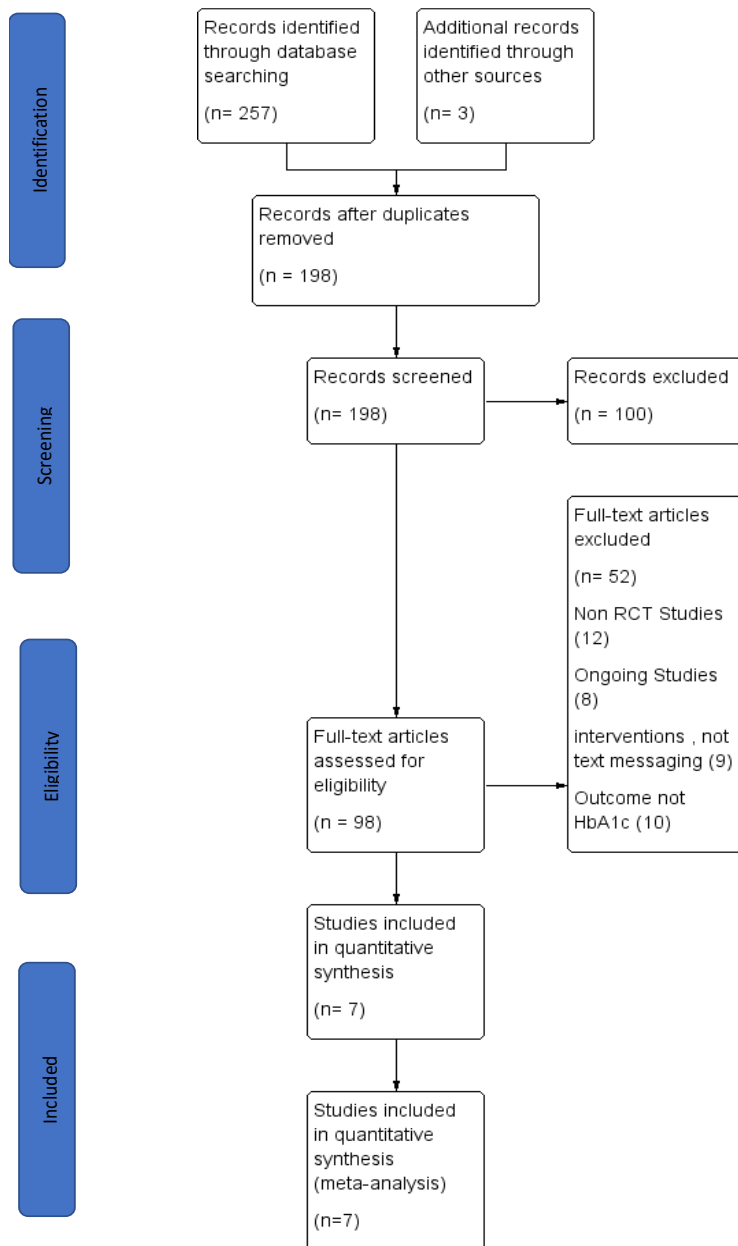 Identification
Records identified
through database
searching
(n= 257)
Additional records
identified through
other sources
(n= 3)
Records after duplicates
removed
(n = 198)
Screening
Records screened
(n= 198)
Records excluded
(n = 100)
Full-text articles
excluded
(n= 52)
Non RCT Studies
(12)
Ongoing Studies
(8)
interventions , not
text messaging (9)
Outcome not
HbA1c (10)
Eligibility
Full-text articles
assessed for
eligibility
(n = 98)
Studies included
in quantitative
synthesis
(n= 7)
Included
Studies included
in quantitative
synthesis
(meta-analysis)
(n=7)